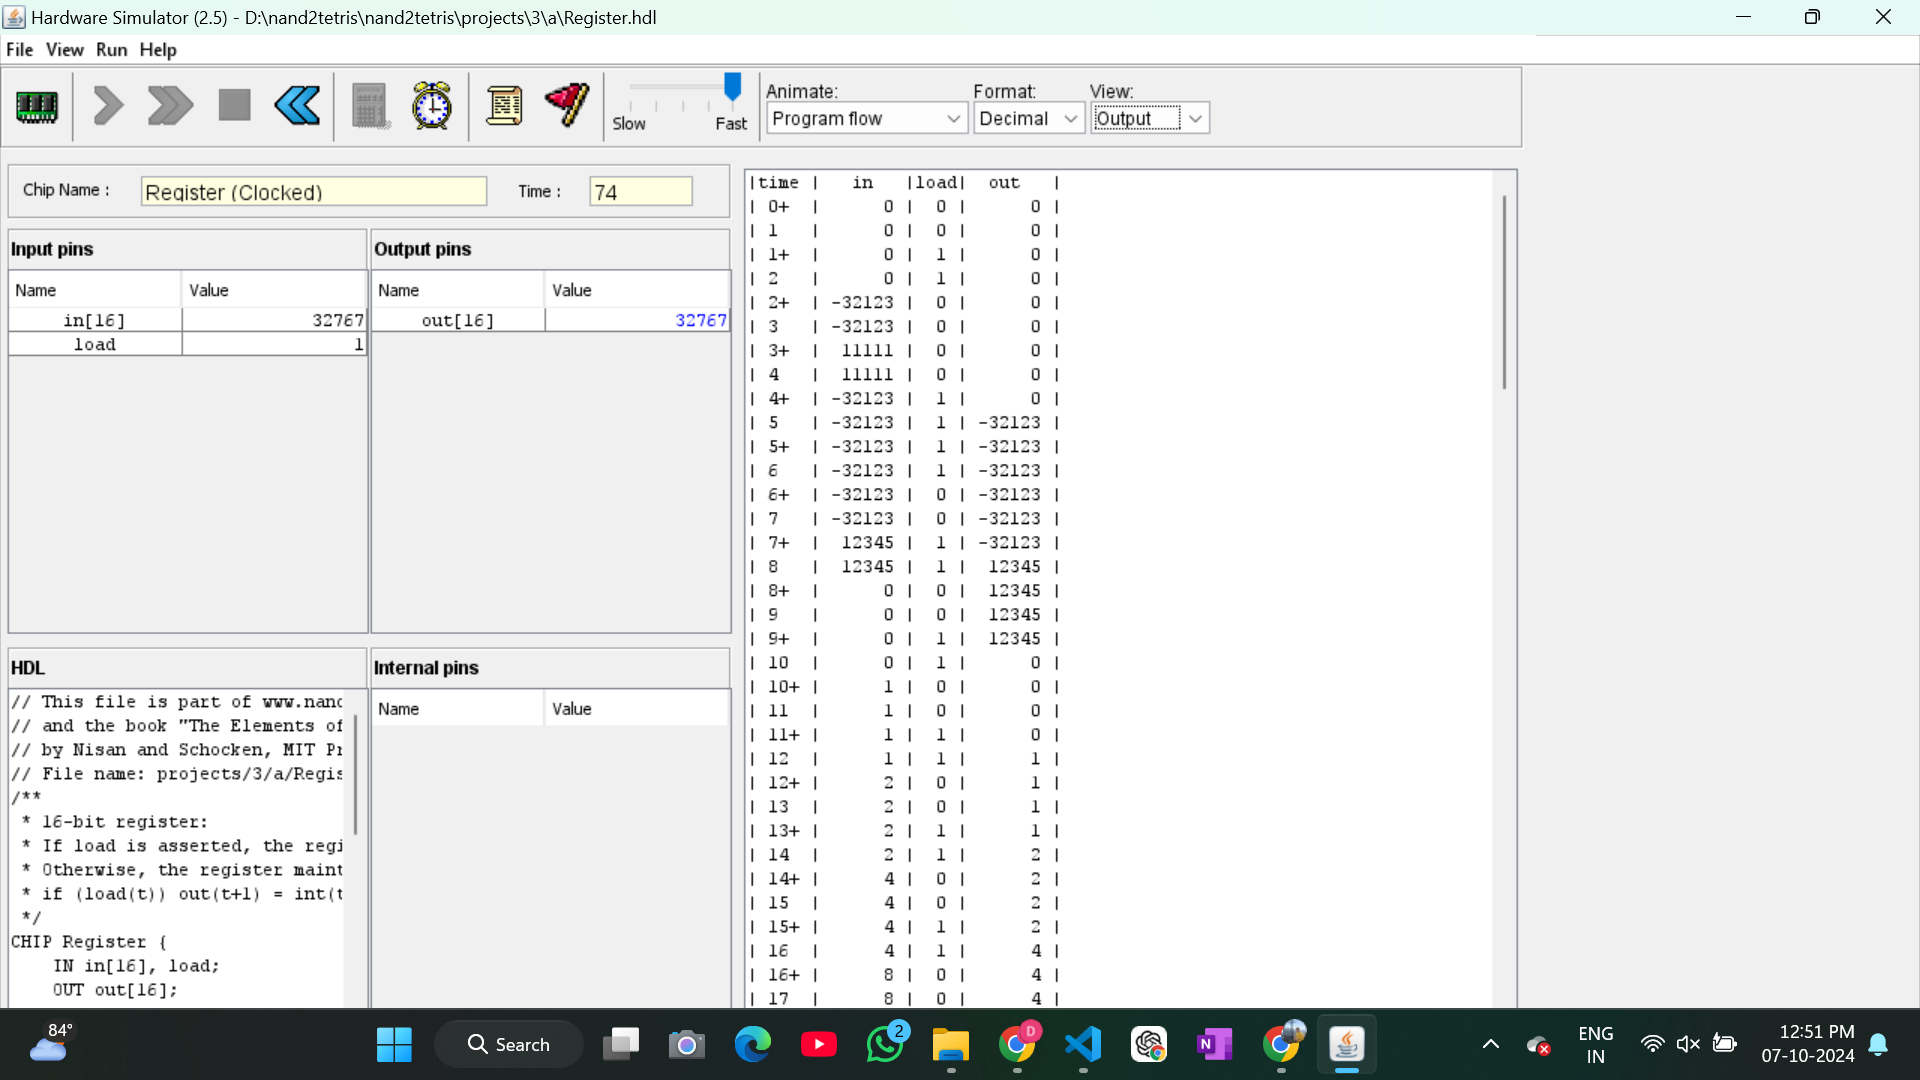 Hardware Simulator (2.5) - D:\nand2tetris\nand2tetris\projects\3\a\Register.hdl
File View Run Help
Slow Fast
Animate: Format: View:
Program flow Decimal Output
Chip Name : Register (Clocked) Time : 74
Input pins
Name Value
in[16] 32767
load 1
Output pins
Name Value
out[16] 32767
HDL
// This file is part of www.nand
// and the book "The Elements of
// by Nisan and Schocken, MIT Pr
// File name: projects/3/a/Regis
/**
* 16-bit register:
* If load is asserted, the regi
* Otherwise, the register maint
* if (load(t)) out(t+1) = int(t
*/
CHIP Register {
IN in[16], load;
OUT out[16];
Internal pins
Name Value
|time | in |load| out |
| 0+ | 0 | 0 | 0 |
| 1 | 0 | 0 | 0 |
| 1+ | 0 | 1 | 0 |
| 2 | 0 | 1 | 0 |
| 2+ | -32123 | 0 | 0 |
| 3 | -32123 | 0 | 0 |
| 3+ | 11111 | 0 | 0 |
| 4 | 11111 | 0 | 0 |
| 4+ | -32123 | 1 | 0 |
| 5 | -32123 | 1 | -32123 |
| 5+ | -32123 | 1 | -32123 |
| 6 | -32123 | 1 | -32123 |
| 6+ | -32123 | 0 | -32123 |
| 7 | -32123 | 0 | -32123 |
| 7+ | 12345 | 1 | -32123 |
| 8 | 12345 | 1 | 12345 |
| 8+ | 0 | 0 | 12345 |
| 9 | 0 | 0 | 12345 |
| 9+ | 0 | 1 | 12345 |
| 10 | 0 | 1 | 0 |
| 10+ | 1 | 0 | 0 |
| 11 | 1 | 0 | 0 |
| 11+ | 1 | 1 | 0 |
| 12 | 1 | 1 | 1 |
| 12+ | 2 | 0 | 1 |
| 13 | 2 | 0 | 1 |
| 13+ | 2 | 1 | 1 |
| 14 | 2 | 1 | 2 |
| 14+ | 4 | 0 | 2 |
| 15 | 4 | 0 | 2 |
| 15+ | 4 | 1 | 2 |
| 16 | 4 | 1 | 4 |
| 16+ | 8 | 0 | 4 |
| 17 | 8 | 0 | 4 |
84°
Search
2
D
N
ENG
IN
12:51 PM
07-10-2024